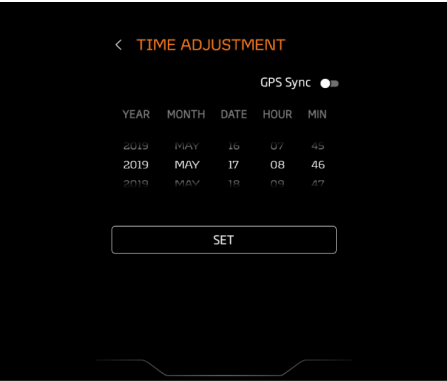 < TIME ADJUSTMENT
GPS Sync
YEAR MONTH DATE HOUR MIN
2019 MAY 16 07 45
2019 MAY 17 08 46
2019 MAY 18 09 47
SET